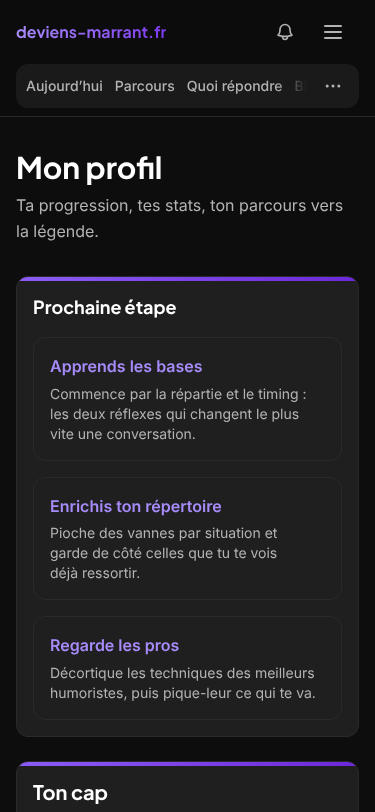 deviens-marrant.fr
Aujourd’hui Parcours Quoi répondre
Mon profil
Ta progression, tes stats, ton parcours vers
la légende.
Prochaine étape
Apprends les bases
Commence par la répartie et le timing :
les deux réflexes qui changent le plus
vite une conversation.
Enrichis ton répertoire
Pioche des vannes par situation et
garde de côté celles que tu te vois
déjà ressortir.
Regarde les pros
Décortique les techniques des meilleurs
humoristes, puis pique-leur ce qui te va.
Ton cap